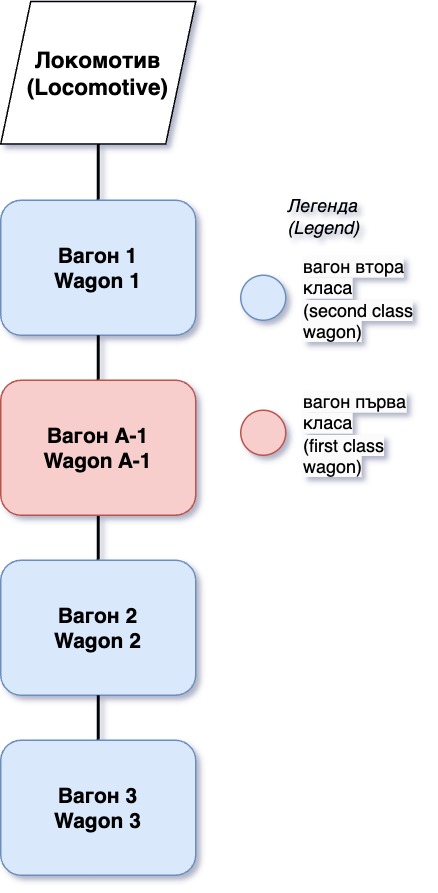 Локомотив
(Locomotive)
Вагон 1
Wagon 1
Легенда
(Legend)
вагон втора
класа
(second class
wagon)
Вагон А-1
Wagon A-1
вагон първа
класа
(first class
wagon)
Вагон 2
Wagon 2
Вагон 3
Wagon 3